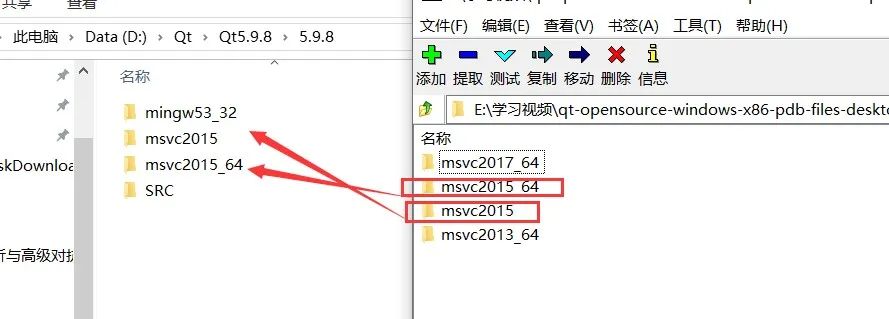 共享 查看
此电脑 > Data (D:) > Qt > Qt5.9.8 > 5.9.8
名称
mingw53_32
msvc2015
msvc2015_64
SRC
skDownloa
析与高级对抗
文件(F) 编辑(E) 查看(V) 书签(A) 工具(T) 帮助(H)
添加 提取 测试 复制 移动 删除 信息
E:\学习视频\qt-opensource-windows-x86-pdb-files-deskto
名称
msvc2017_64
msvc2015_64
msvc2015
msvc2013_64